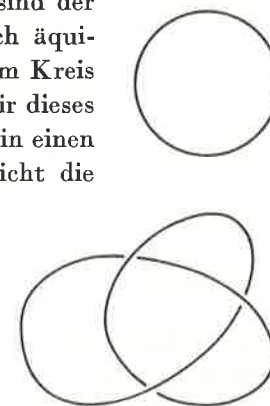 sind der
ch äqui-
m Kreis
ir dieses
in einen
icht die